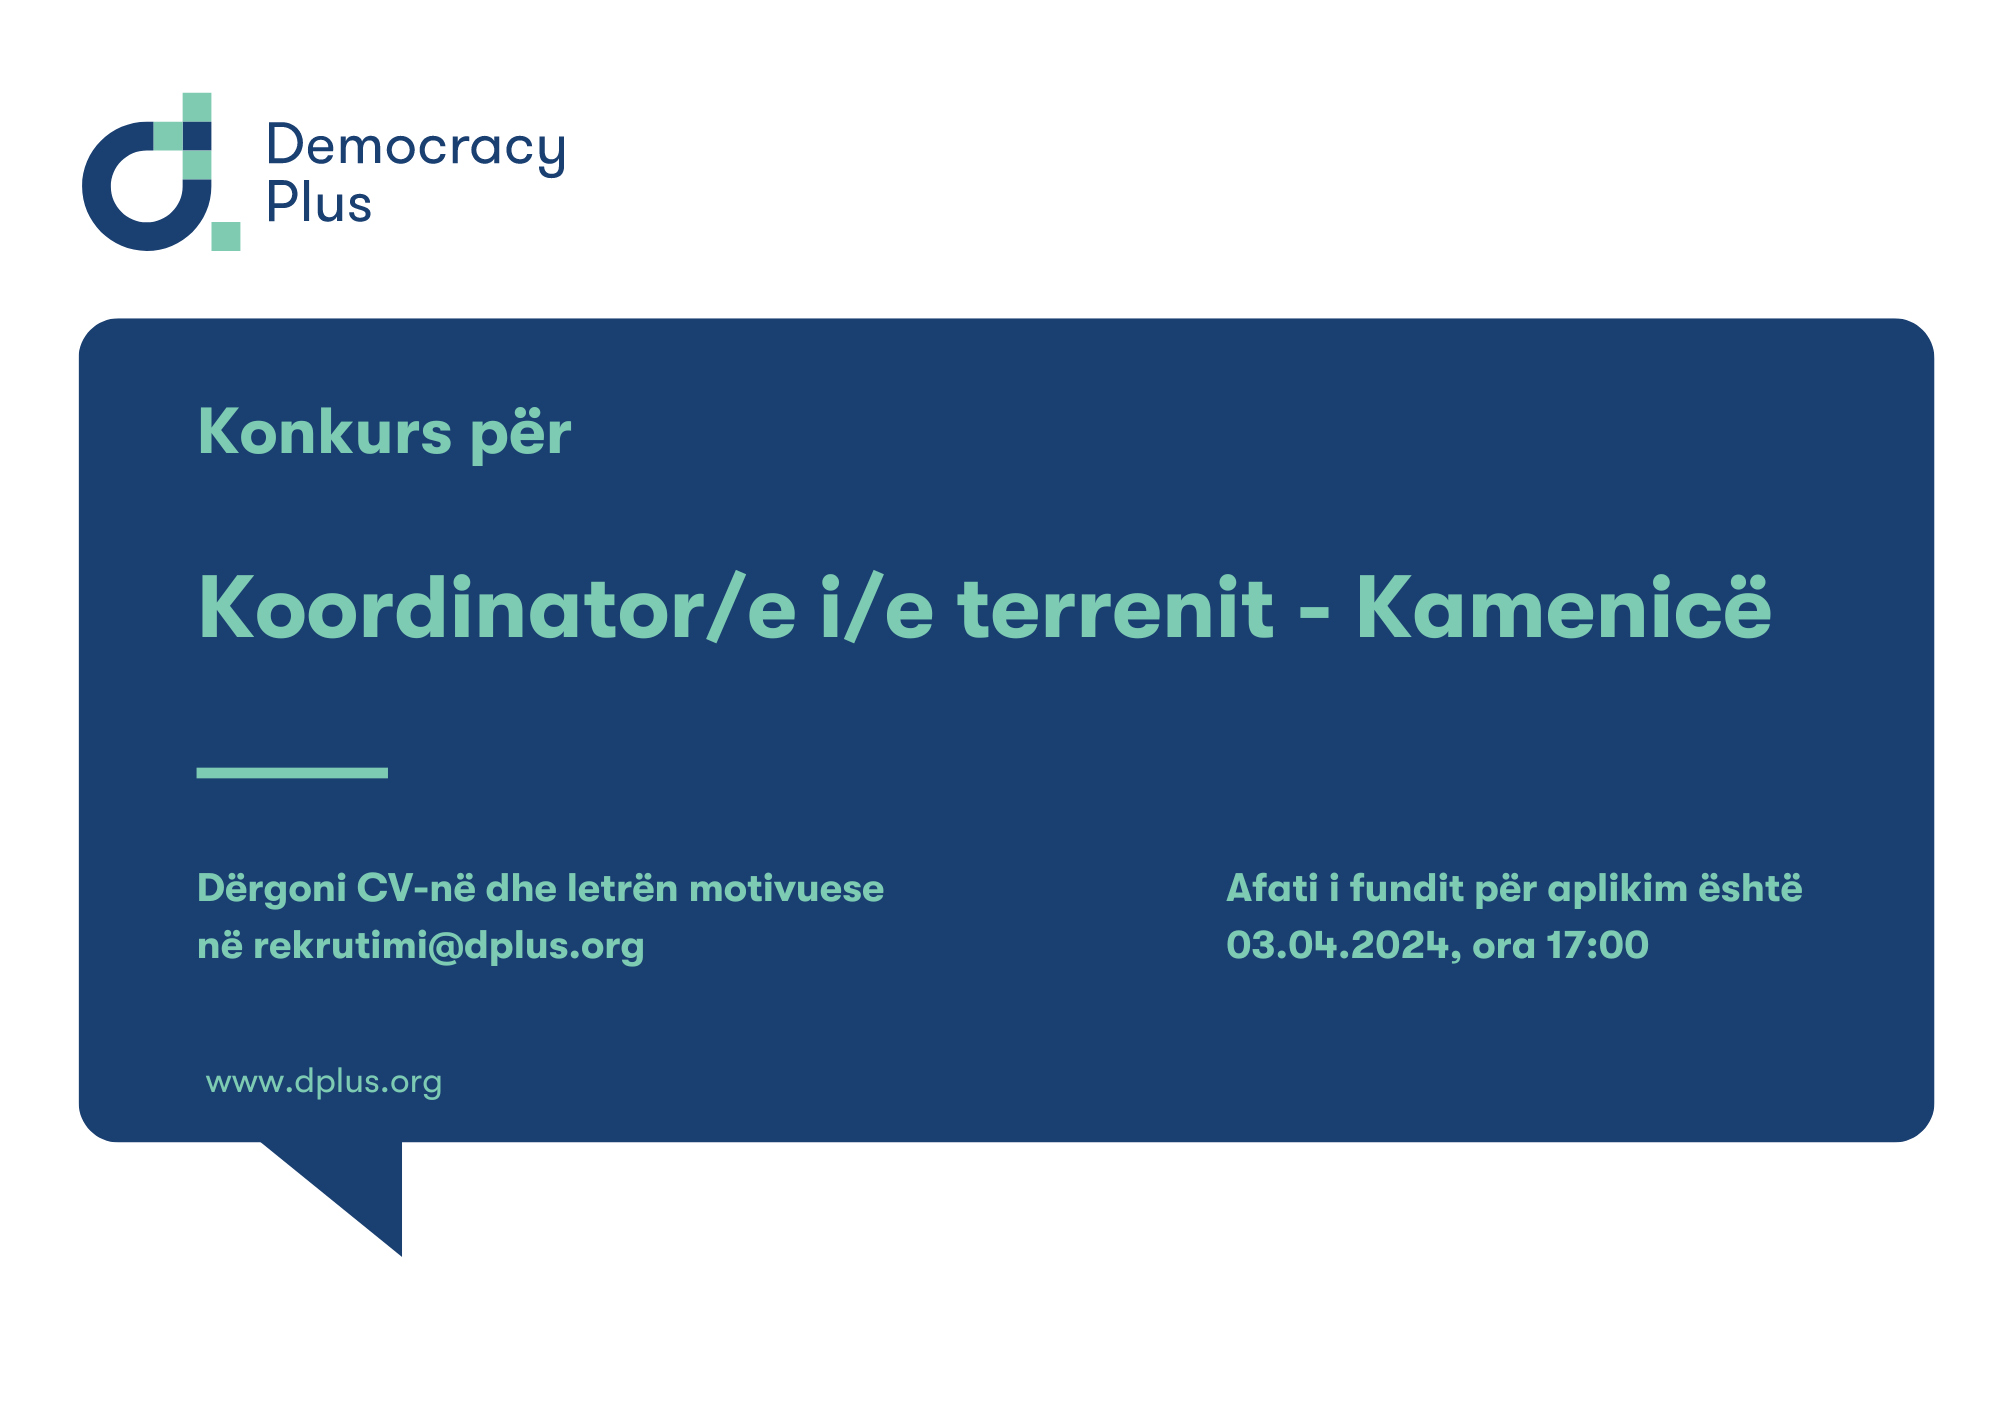 Democracy
Plus
Konkurs për
Koordinator/e i/e terrenit - Kamenicë
Dërgoni CV-në dhe letrën motivuese
në rekrutimi@dplus.org
Afati i fundit për aplikim është
03.04.2024, ora 17:00
www.dplus.org